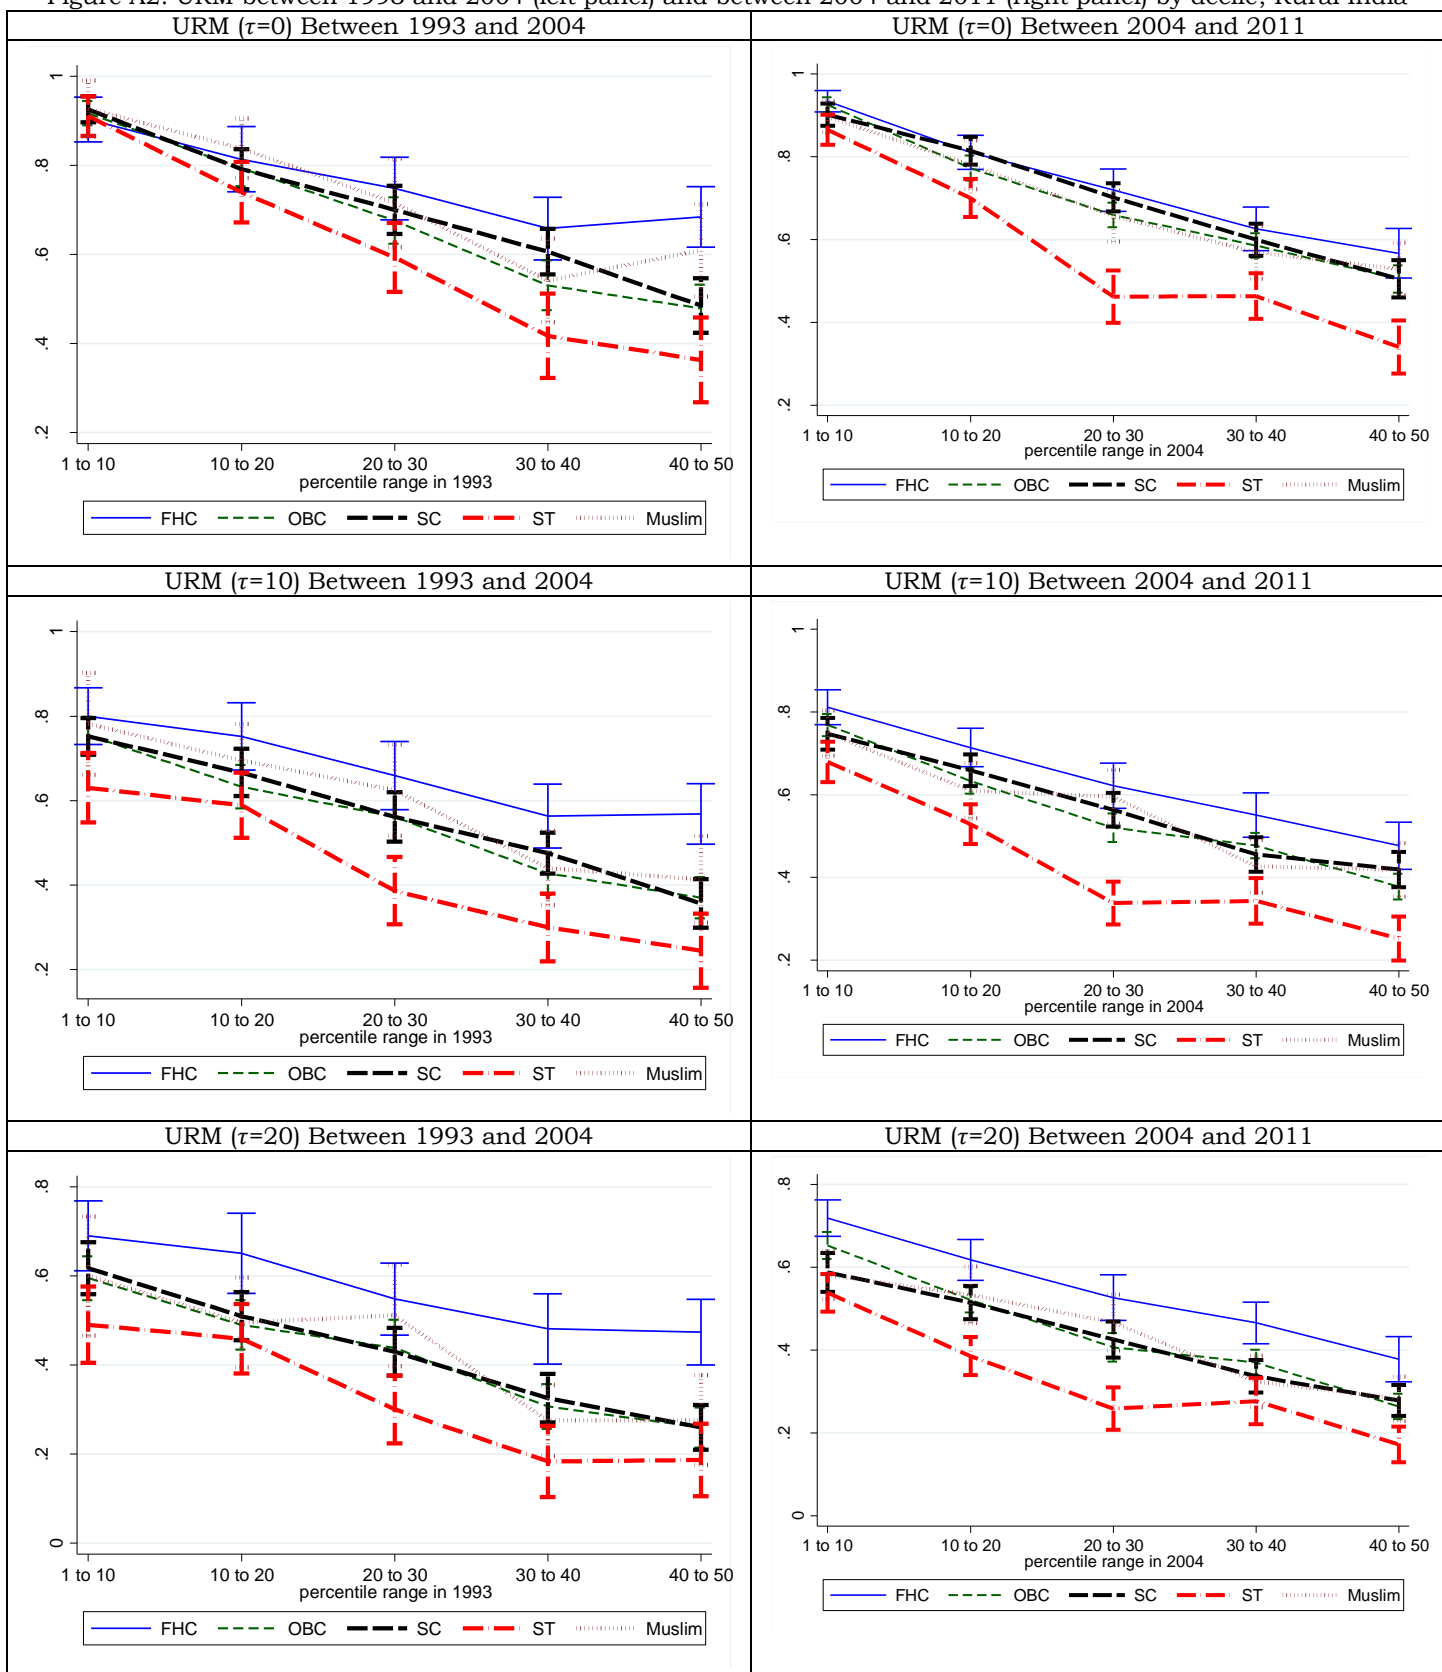 Figure A2: URM between 1993 and 2004 (left panel) and between 2004 and 2011 (right panel) by decile, Rural India
URM (τ=0) Between 1993 and 2004
1
.8
.6
.4
.2
1 to 10 10 to 20 20 to 30 30 to 40 40 to 50
percentile range in 1993
FHC OBC SC ST Muslim
URM (τ=0) Between 2004 and 2011
1
.8
.6
.4
.2
1 to 10 10 to 20 20 to 30 30 to 40 40 to 50
percentile range in 2004
FHC OBC SC ST Muslim
URM (τ=10) Between 1993 and 2004
1
.8
.6
.4
.2
1 to 10 10 to 20 20 to 30 30 to 40 40 to 50
percentile range in 1993
FHC OBC SC ST Muslim
URM (τ=10) Between 2004 and 2011
1
.8
.6
.4
.2
1 to 10 10 to 20 20 to 30 30 to 40 40 to 50
percentile range in 2004
FHC OBC SC ST Muslim
URM (τ=20) Between 1993 and 2004
.8
.6
.4
.2
0
1 to 10 10 to 20 20 to 30 30 to 40 40 to 50
percentile range in 1993
FHC OBC SC ST Muslim
URM (τ=20) Between 2004 and 2011
.8
.6
.4
.2
0
1 to 10 10 to 20 20 to 30 30 to 40 40 to 50
percentile range in 2004
FHC OBC SC ST Muslim